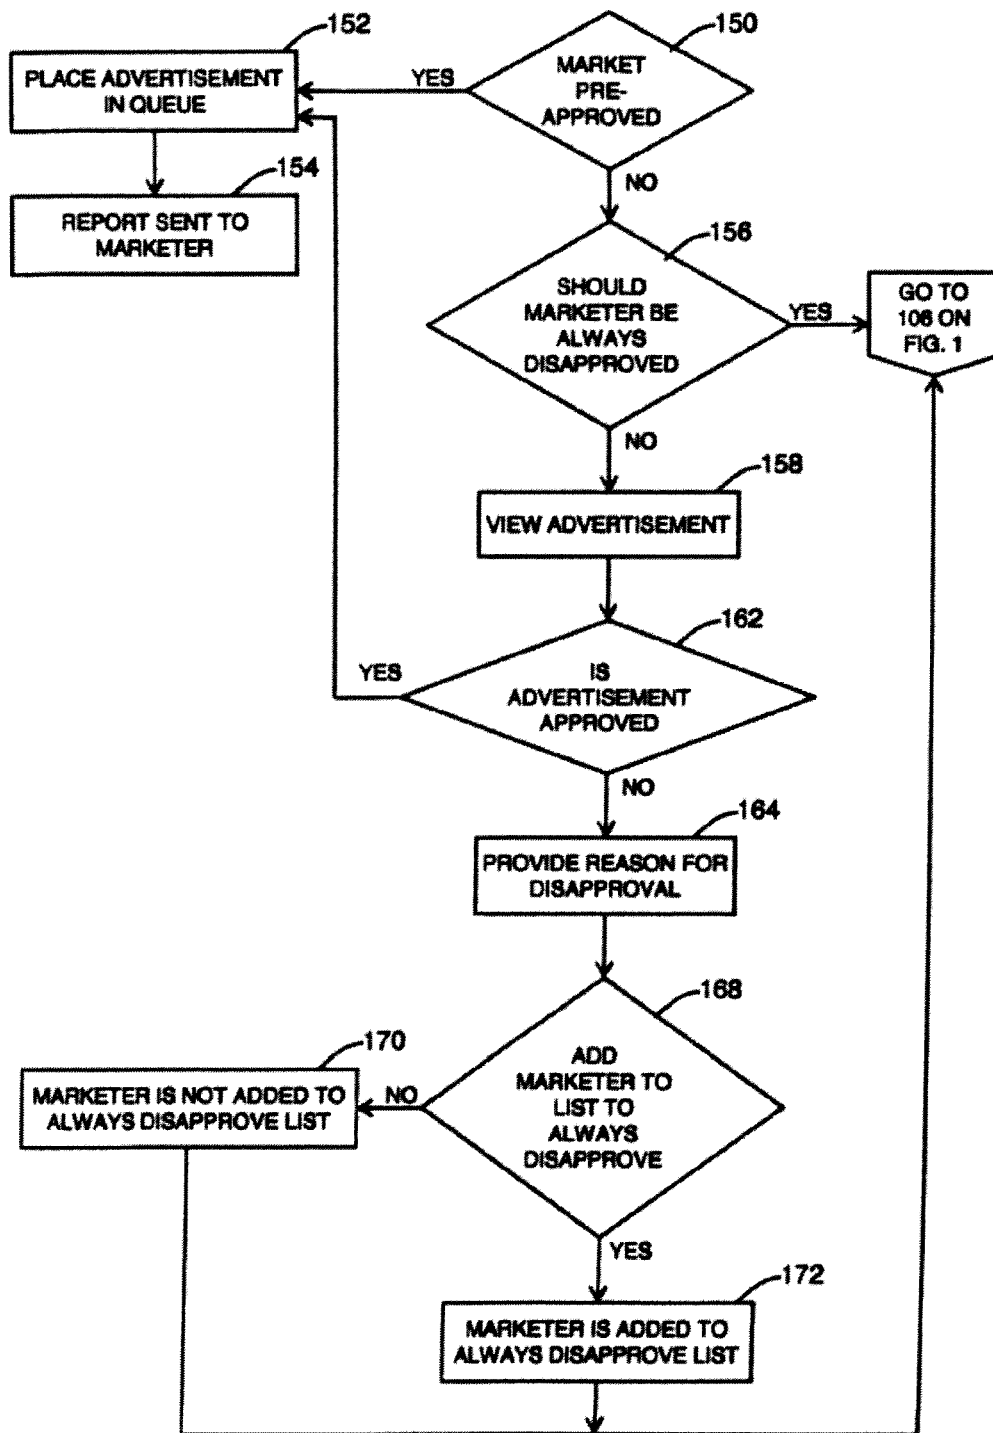 152
PLACE ADVERTISEMENT
IN QUEUE
YES
150
MARKET
PRE-
APPROVED
154
REPORT SENT TO
MARKETER
NO
156
SHOULD
MARKETER BE
ALWAYS
DISAPPROVED
YES
GO TO
106 ON
FIG. 1
NO
158
VIEW ADVERTISEMENT
162
YES
IS
ADVERTISEMENT
APPROVED
NO
164
PROVIDE REASON FOR
DISAPPROVAL
168
ADD
MARKETER TO
LIST TO
ALWAYS
DISAPPROVE
170
MARKETER IS NOT ADDED TO
ALWAYS DISAPPROVE LIST
NO
YES
172
MARKETER IS ADDED TO
ALWAYS DISAPPROVE LIST